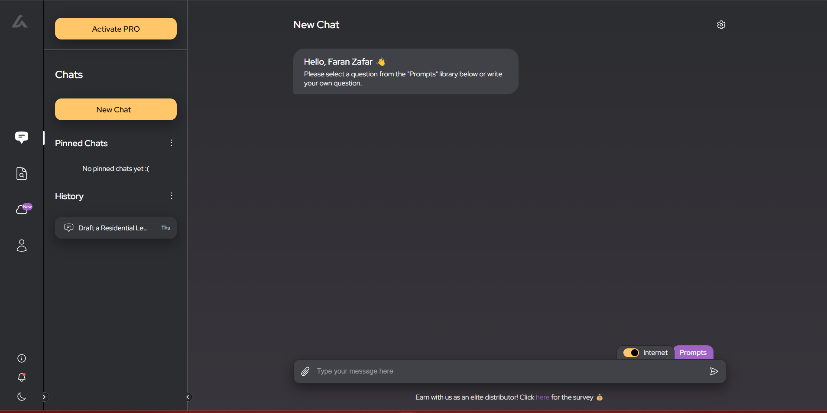 Activate PRO
Chats
New Chat
Pinned Chats
No pinned chats yet :(
History
Draft a Residential Le...
Thu
New
New Chat
Hello, Faran Zafar 👋
Please select a question from the "Prompts" library below or write
your own question.
Internet
Prompts
Type your message here
Earn with us as an elite distributor! Click here for the survey 💰